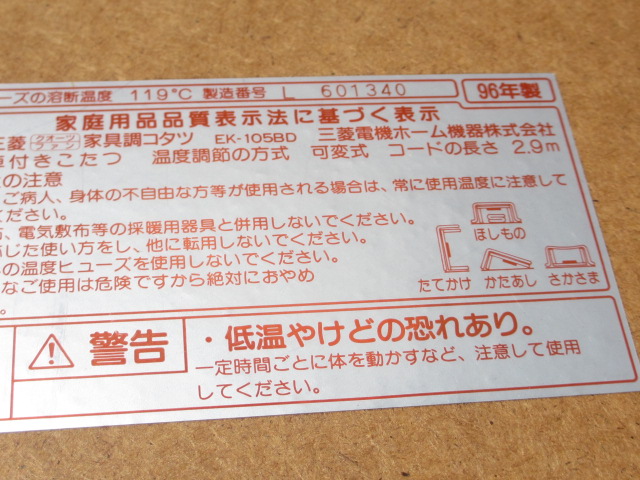 ーズの溶断温度 119°C 製造番号 L 601340 96年製
家庭用品品質表示法に基づく表示
三菱 クオーツファン 家具調コタツ EK-105BD 三菱電機ホーム機器株式会社
付きこたつ 温度調節の方式 可変式 コードの長さ 2.9m
の注意
ご病人、身体の不自由な方等が使用される場合は、常に使用温度に注意して
ください。
、電気敷布等の採暖用器具と併用しないでください。
じた使い方をし、他に転用しないでください。
の温度ヒューズを使用しないでください。
なご使用は危険ですから絶対におやめ
。
ほしもの
たてかけ かたあし さかさま
警告 ・低温やけどの恐れあり。
一定時間ごとに体を動かすなど、注意して使用
してください。